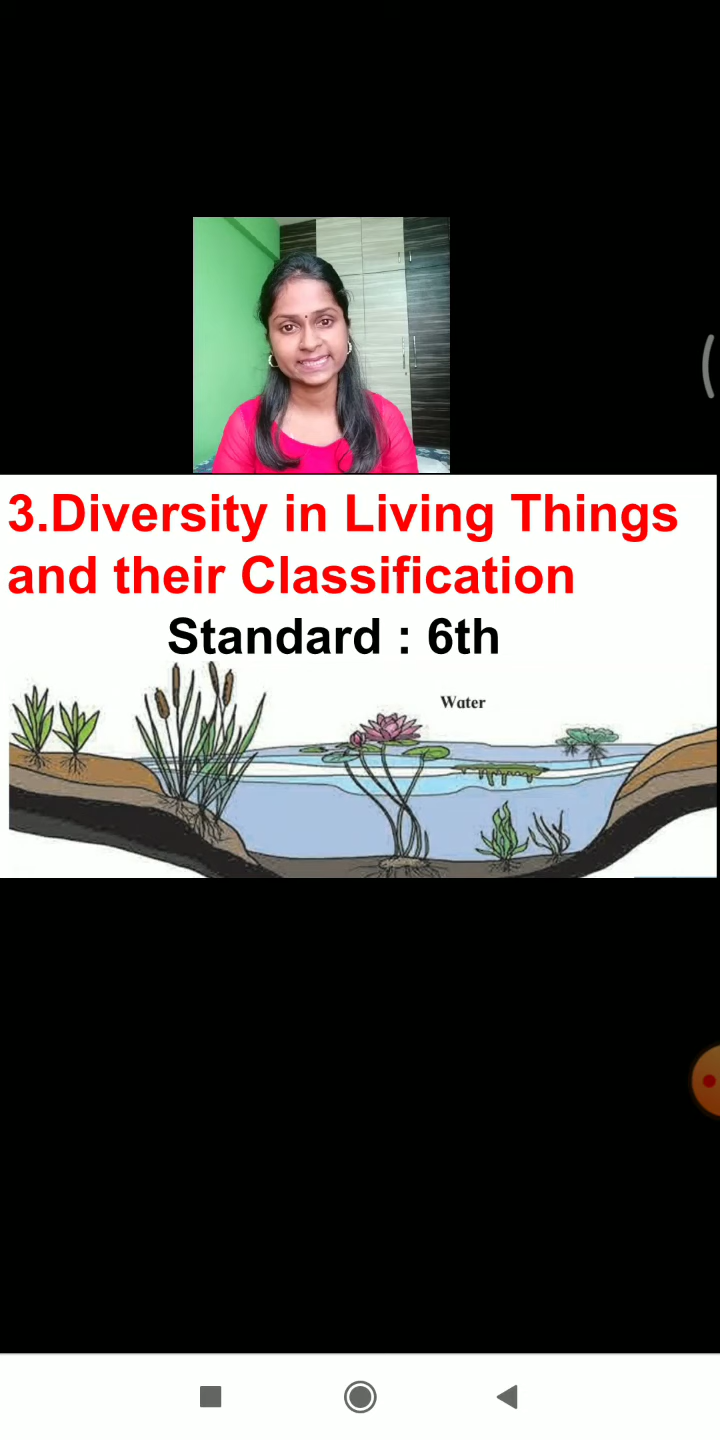 3.Diversity in Living Things
and their Classification
Standard : 6th
Water